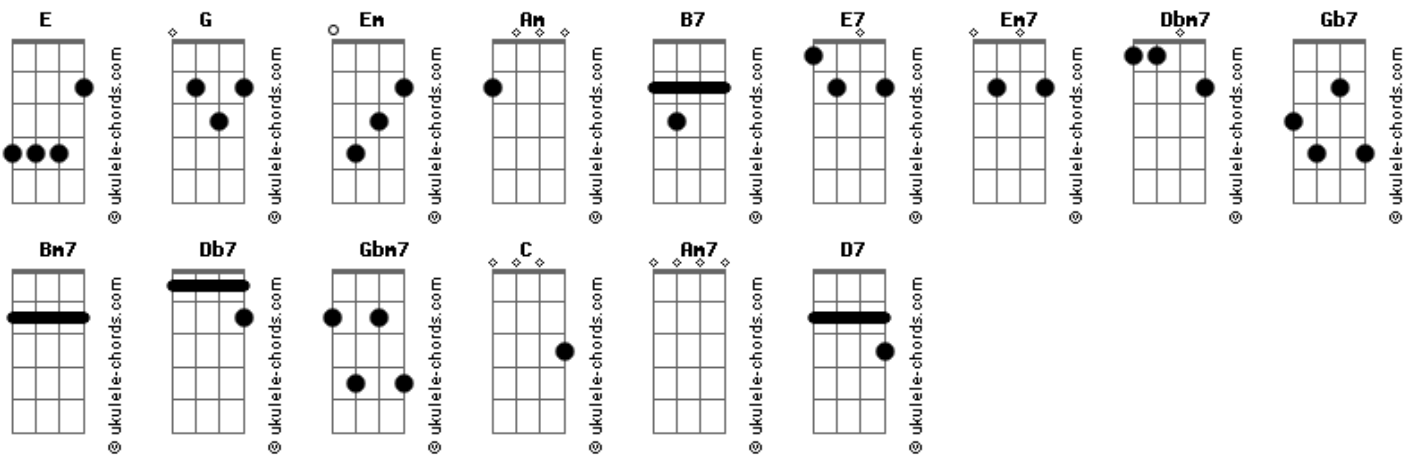 E G Em Am B7 E7 Em7 Dbm7 Gb7
© ukulele-chords.com © ukulele-chords.com © ukulele-chords.com © ukulele-chords.com © ukulele-chords.com © ukulele-chords.com © ukulele-chords.com © ukulele-chords.com © ukulele-chords.com
Bm7 Db7 Gbm7 C Am7 D7
© ukulele-chords.com © ukulele-chords.com © ukulele-chords.com © ukulele-chords.com © ukulele-chords.com © ukulele-chords.com